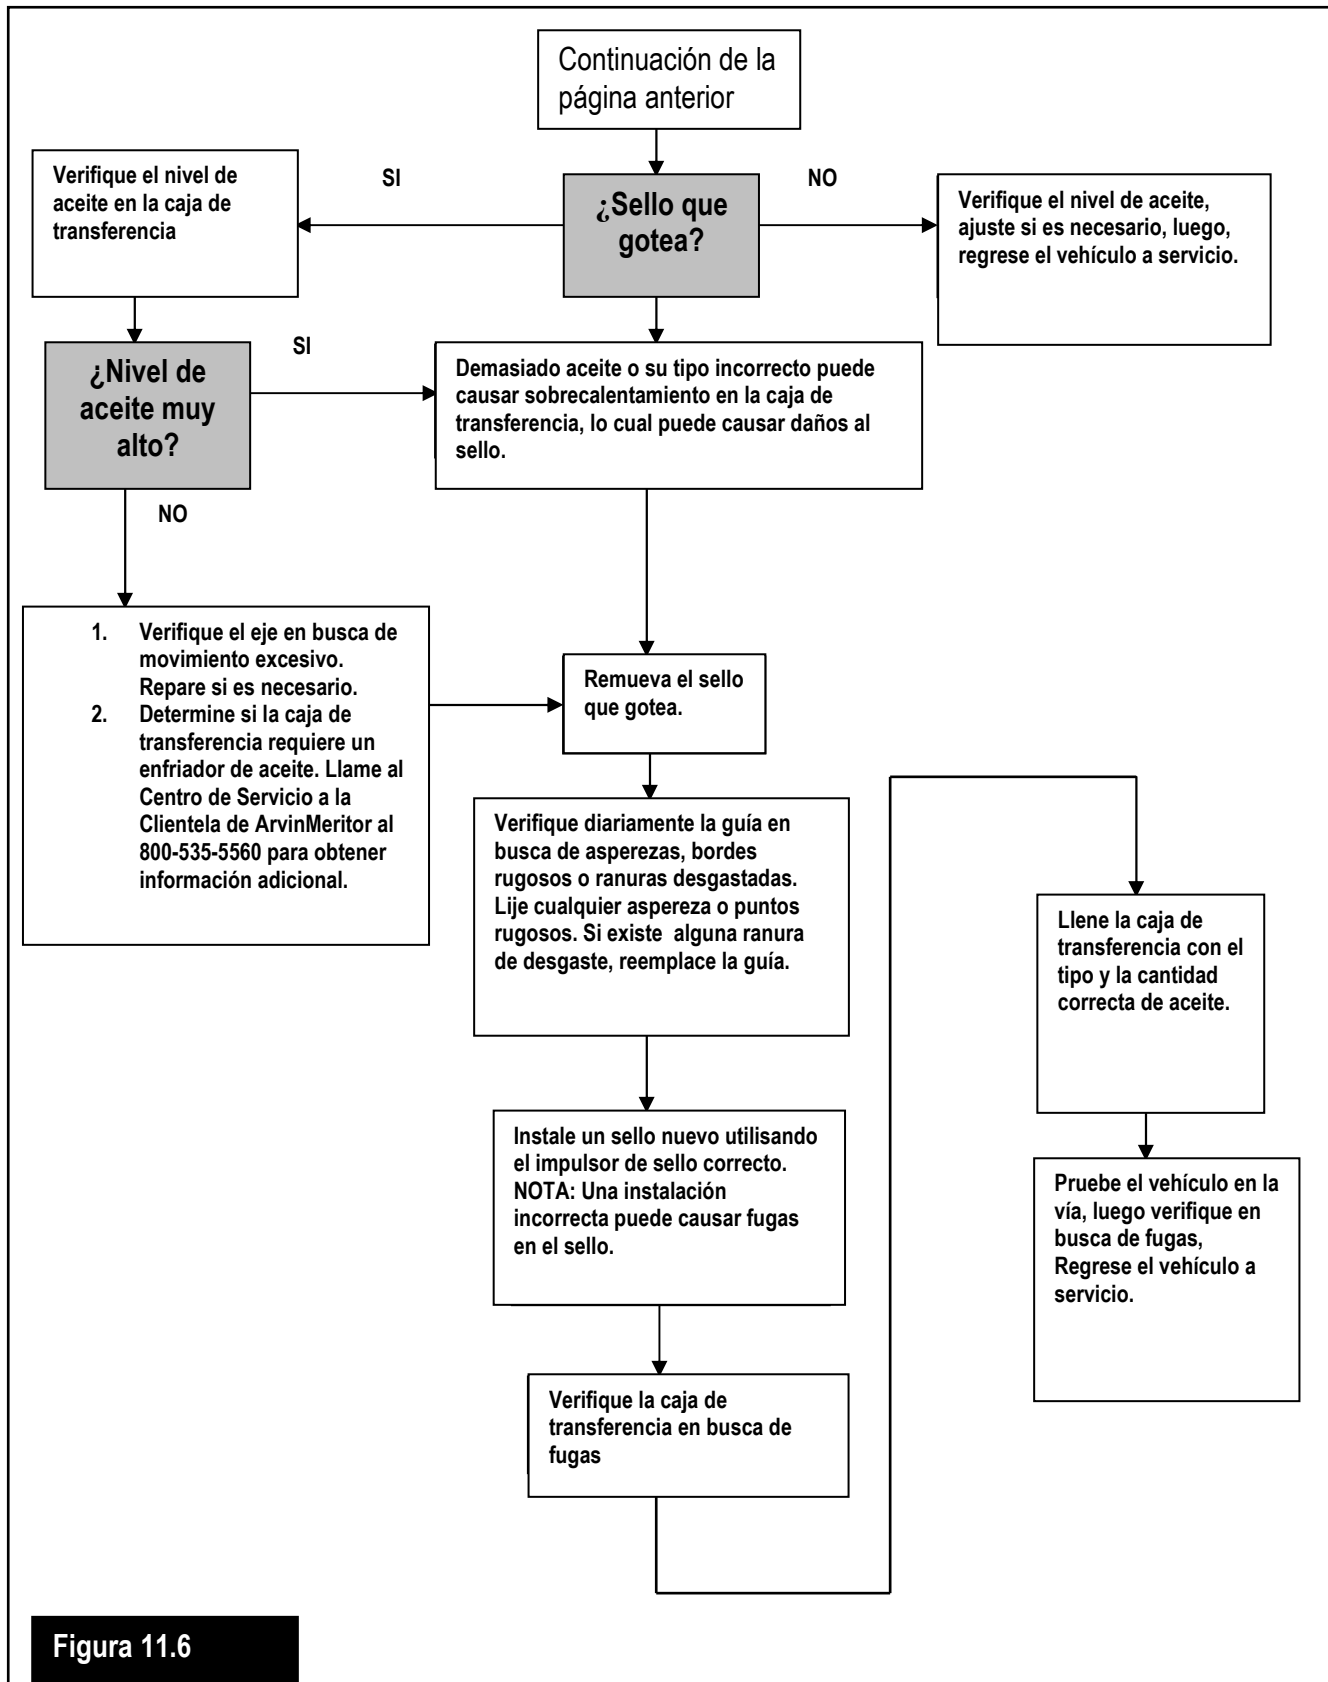 Continuación de la
página anterior
Verifique el nivel de
aceite en la caja de
transferencia
SI
¿Sello que
gotea?
NO
Verifique el nivel de aceite,
ajuste si es necesario, luego,
regrese el vehículo a servicio.
¿Nivel de
aceite muy
alto?
SI
Demasiado aceite o su tipo incorrecto puede
causar sobrecalentamiento en la caja de
transferencia, lo cual puede causar daños al
sello.
NO
1. Verifique el eje en busca de
movimiento excesivo.
Repare si es necesario.
2. Determine si la caja de
transferencia requiere un
enfriador de aceite. Llame al
Centro de Servicio a la
Clientela de ArvinMeritor al
800-535-5560 para obtener
información adicional.
Remueva el sello
que gotea.
Verifique diariamente la guía en
busca de asperezas, bordes
rugosos o ranuras desgastadas.
Lije cualquier aspereza o puntos
rugosos. Si existe alguna ranura
de desgaste, reemplace la guía.
Instale un sello nuevo utilisando
el impulsor de sello correcto.
NOTA: Una instalación
incorrecta puede causar fugas
en el sello.
Verifique la caja de
transferencia en busca de
fugas
Llene la caja de
transferencia con el
tipo y la cantidad
correcta de aceite.
Pruebe el vehículo en la
vía, luego verifique en
busca de fugas,
Regrese el vehículo a
servicio.
Figura 11.6